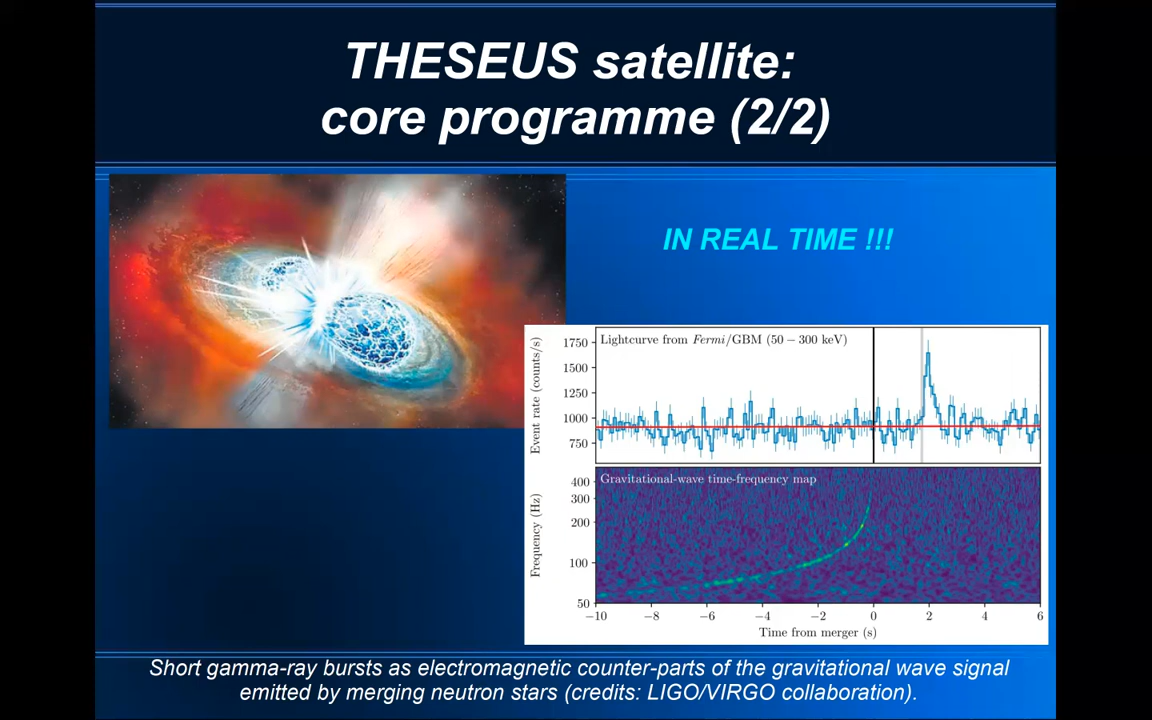 THESEUS satellite:
core programme (2/2)
IN REAL TIME !!!
Lightcurve from Fermi/GBM (50 − 300 keV)
Event rate (counts/s)
1750
1500
1250
1000
750
Gravitational-wave time-frequency map
Frequency (Hz)
400
300
200
100
50
−10 −8 −6 −4 −2 0 2 4 6
Time from merger (s)
Short gamma-ray bursts as electromagnetic counter-parts of the gravitational wave signal
emitted by merging neutron stars (credits: LIGO/VIRGO collaboration).